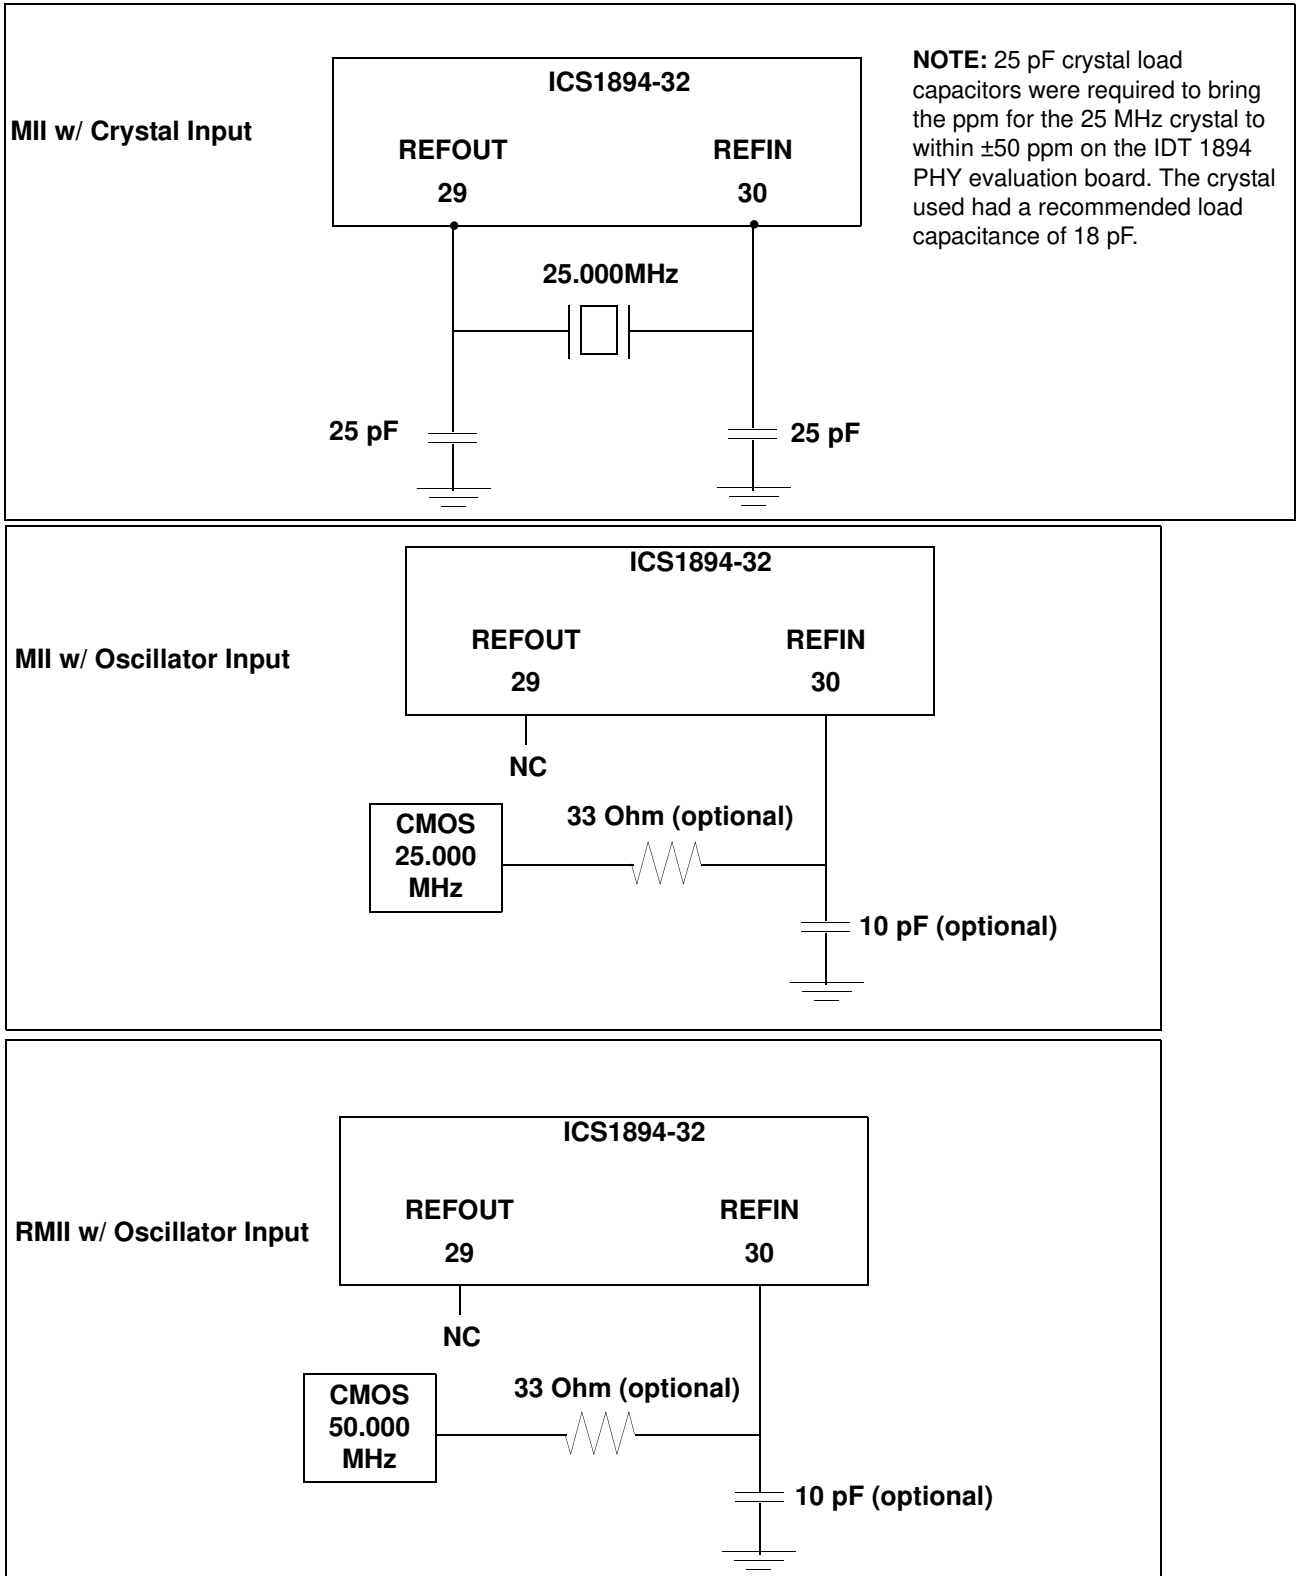 ICS1894-32
MII w/ Crystal Input
REFOUT
REFIN
29
30
25.000MHz
25 pF
25 pF
NOTE: 25 pF crystal load
capacitors were required to bring
the ppm for the 25 MHz crystal to
within ±50 ppm on the IDT 1894
PHY evaluation board. The crystal
used had a recommended load
capacitance of 18 pF.
ICS1894-32
MII w/ Oscillator Input
REFOUT
REFIN
29
30
NC
CMOS
25.000
MHz
33 Ohm (optional)
10 pF (optional)
ICS1894-32
RMII w/ Oscillator Input
REFOUT
REFIN
29
30
NC
CMOS
50.000
MHz
33 Ohm (optional)
10 pF (optional)